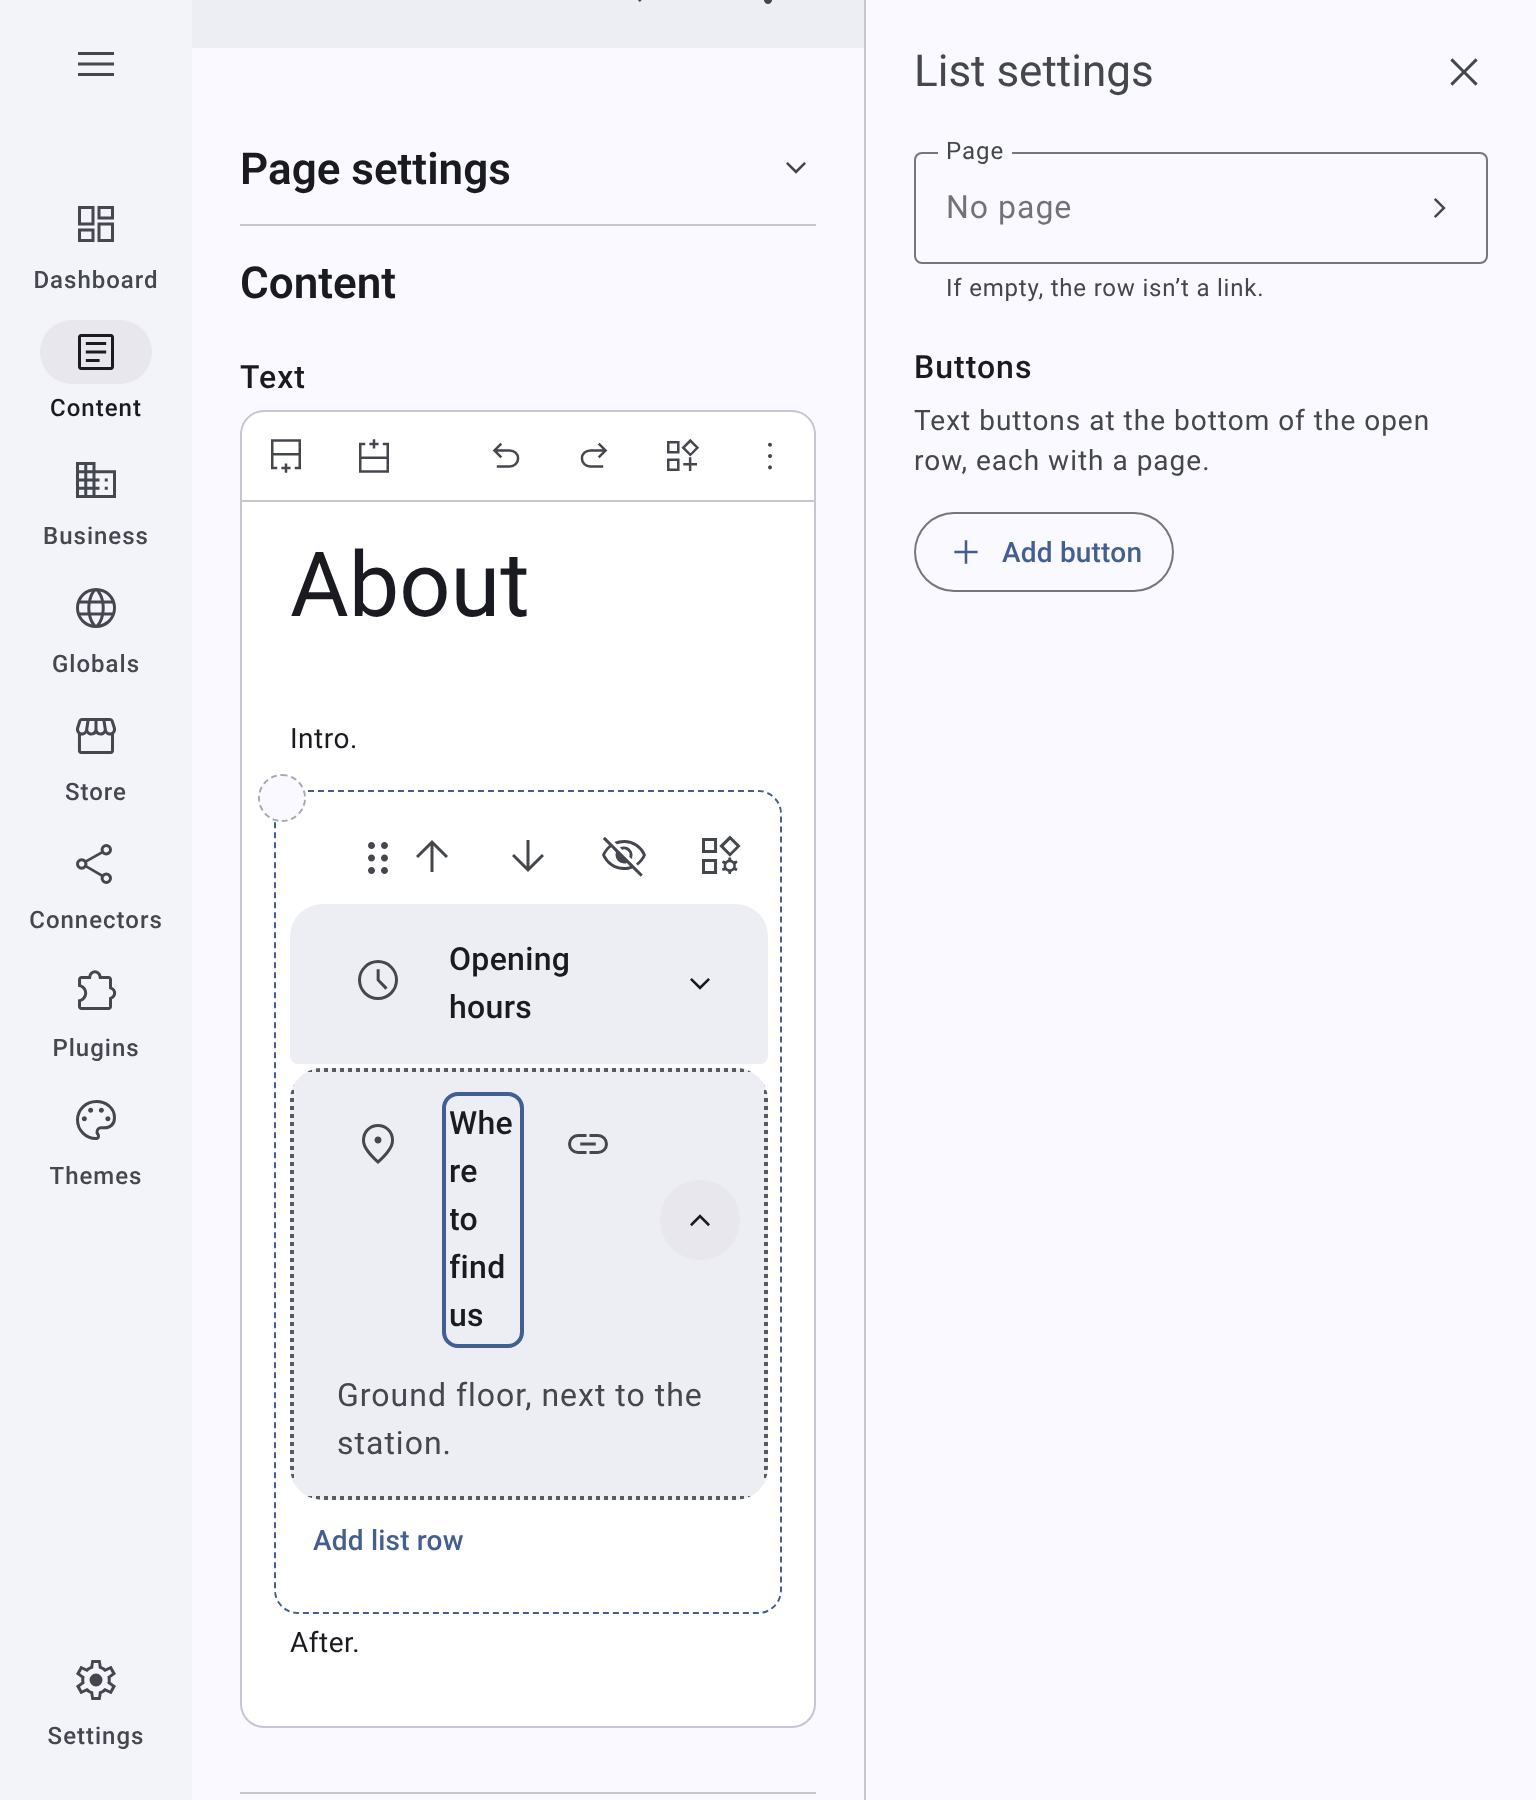 Dashboard
Content
Business
Globals
Store
Connectors
Plugins
Themes
Settings
Page settings
Content
Text
About
Intro.
Opening
hours
Whe
re
to
find
us
Ground floor, next to the
station.
Add list row
After.
List settings
Page
No page
If empty, the row isn’t a link.
Buttons
Text buttons at the bottom of the open
row, each with a page.
Add button